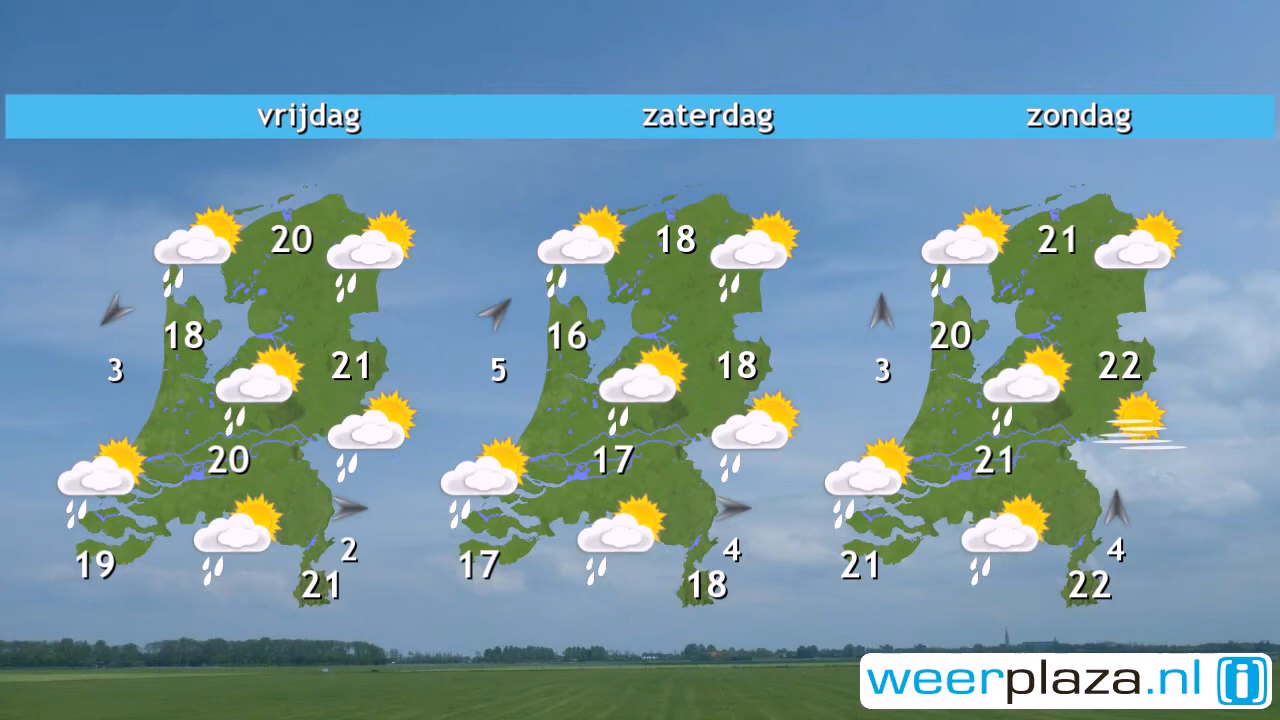 vrijdag zaterdag zondag
20 18 21
18 16 20
3 21 5 18 3 22
20 17 21
2 4 4
19 17 21
21 18 22
weerplaza.nl i